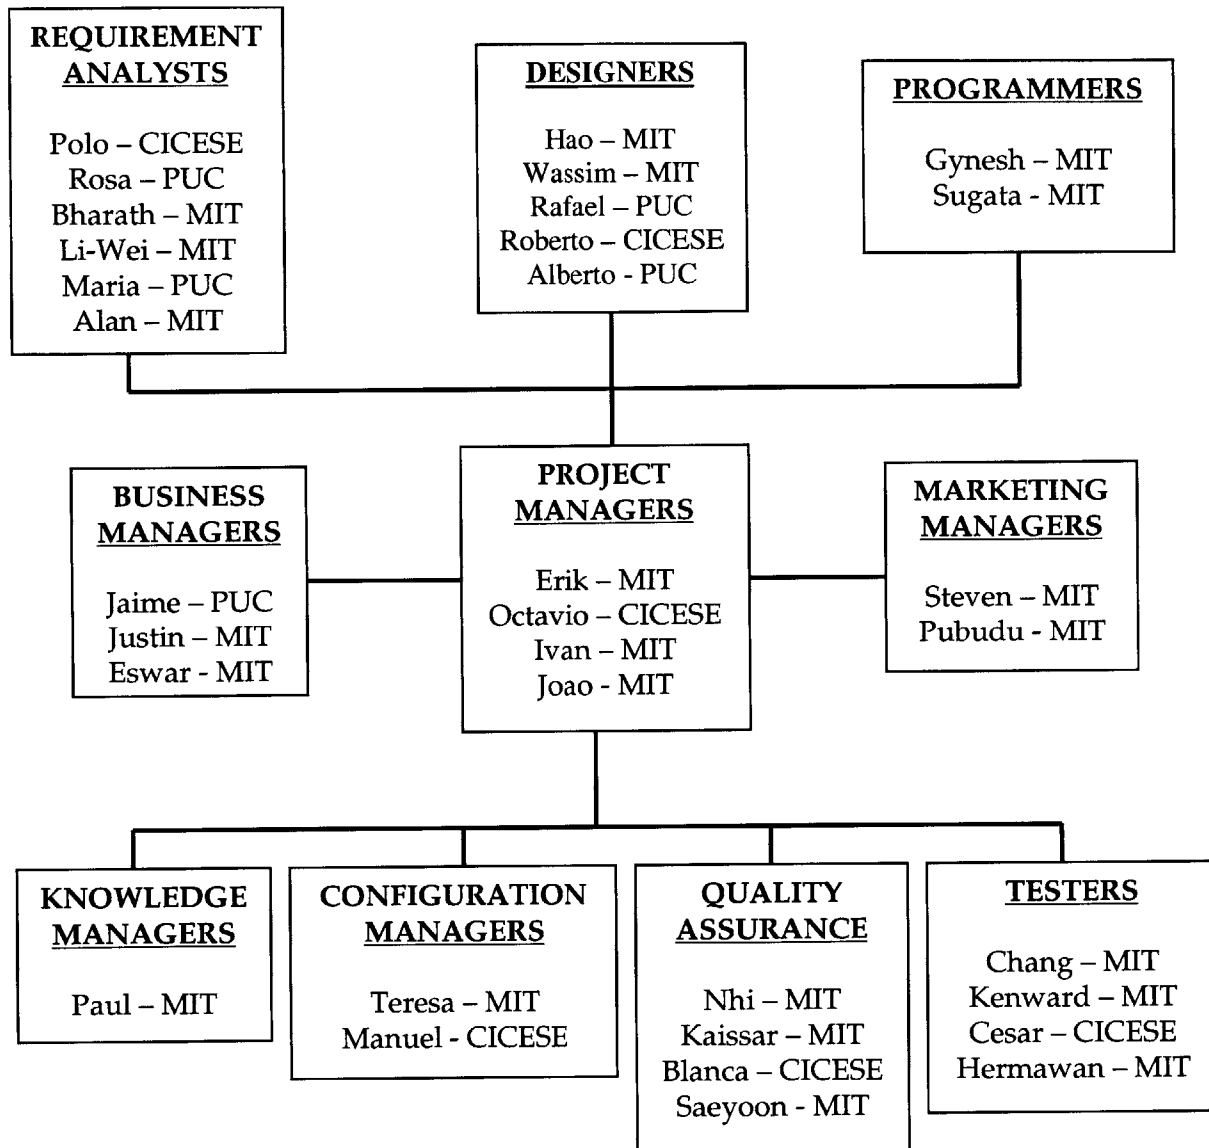 REQUIREMENT
ANALYSTS
Polo – CICESE
Rosa – PUC
Bharath – MIT
Li-Wei – MIT
Maria – PUC
Alan – MIT
DESIGNERS
Hao – MIT
Wassim – MIT
Rafael – PUC
Roberto – CICESE
Alberto - PUC
PROGRAMMERS
Gynesh – MIT
Sugata - MIT
BUSINESS
MANAGERS
Jaime – PUC
Justin – MIT
Eswar - MIT
PROJECT
MANAGERS
Erik – MIT
Octavio – CICESE
Ivan – MIT
Joao - MIT
MARKETING
MANAGERS
Steven – MIT
Pubudu - MIT
KNOWLEDGE
MANAGERS
Paul – MIT
CONFIGURATION
MANAGERS
Teresa – MIT
Manuel - CICESE
QUALITY
ASSURANCE
Nhi – MIT
Kaissar – MIT
Blanca – CICESE
Saeyoon - MIT
TESTERS
Chang – MIT
Kenward – MIT
Cesar – CICESE
Hermawan – MIT